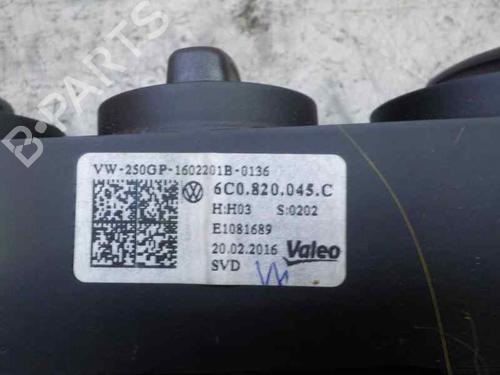 VW-250GP-1602201B-0136
6C0.820.045.C
H:H03 S:0202
E1081689
20.02.2016 Valeo
SVD
B-PARTS